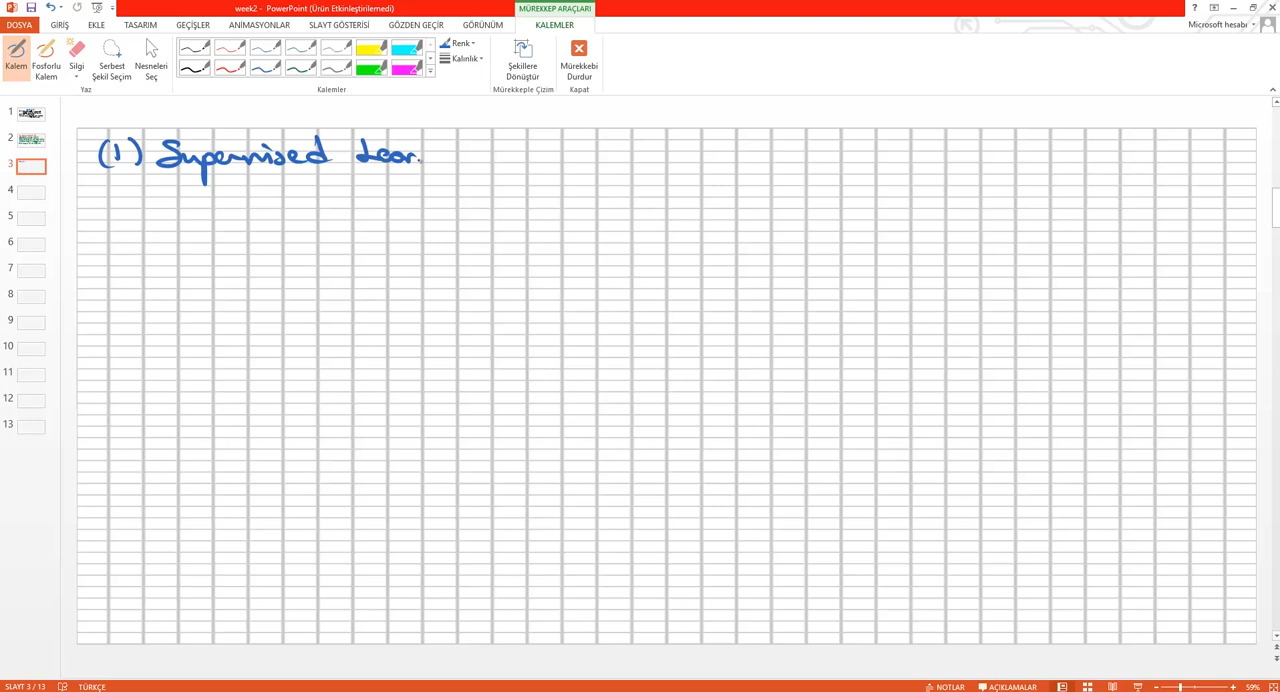 week2 - PowerPoint (Ürün Etkinleştirilemedi)
MÜREKKEP ARAÇLARI
DOSYA GİRİŞ EKLE TASARIM GEÇİŞLER ANİMASYONLAR SLAYT GÖSTERİSİ GÖZDEN GEÇİR GÖRÜNÜM KALEMLER
Microsoft hesabı
Kalem
Fosforlu Kalem
Silgi
Serbest Şekil Seçim
Nesneleri Seç
Renk
Kalınlık
Şekillere Dönüştür
Mürekkebi Durdur
Yaz
Kalemler
Mürekkeple Çizim
Kapat
1
2
3
4
5
6
7
8
9
10
11
12
13
(1) Supervised Lear
SLAYT 3 / 13 TÜRKÇE NOTLAR AÇIKLAMALAR 59%